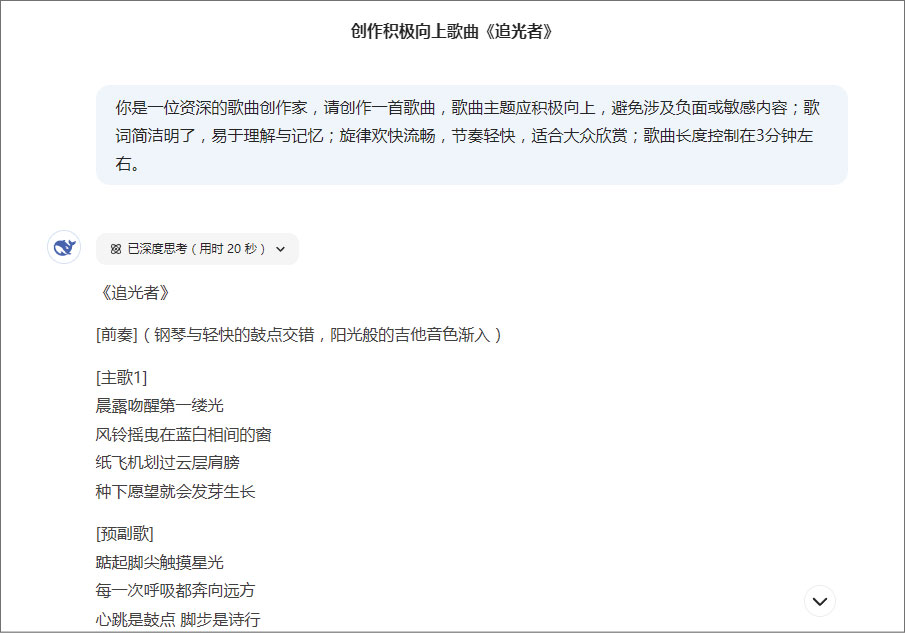 创作积极向上歌曲《追光者》
你是一位资深的歌曲创作家，请创作一首歌曲，歌曲主题应积极向上，避免涉及负面或敏感内容；歌
词简洁明了，易于理解与记忆；旋律欢快流畅，节奏轻快，适合大众欣赏；歌曲长度控制在3分钟左
右。
已深度思考（用时 20 秒）
《追光者》
[前奏]（钢琴与轻快的鼓点交错，阳光般的吉他音色渐入）
[主歌1]
晨露吻醒第一缕光
风铃摇曳在蓝白相间的窗
纸飞机划过云层肩膀
种下愿望就会发芽生长
[预副歌]
踮起脚尖触摸星光
每一次呼吸都奔向远方
心跳是鼓点 脚步是诗行